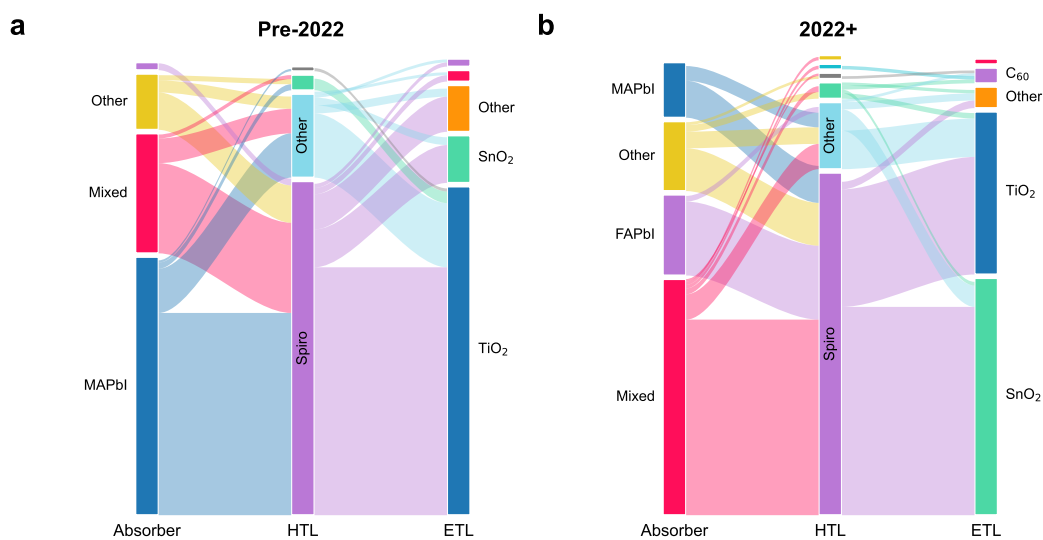 a
Pre-2022
Other
Mixed
MAPbI
Other
Spiro
Other
SnO₂
TiO₂
Absorber
HTL
ETL
b
2022+
MAPbI
Other
FAPbI
Mixed
Other
Spiro
C₆₀
Other
TiO₂
SnO₂
Absorber
HTL
ETL